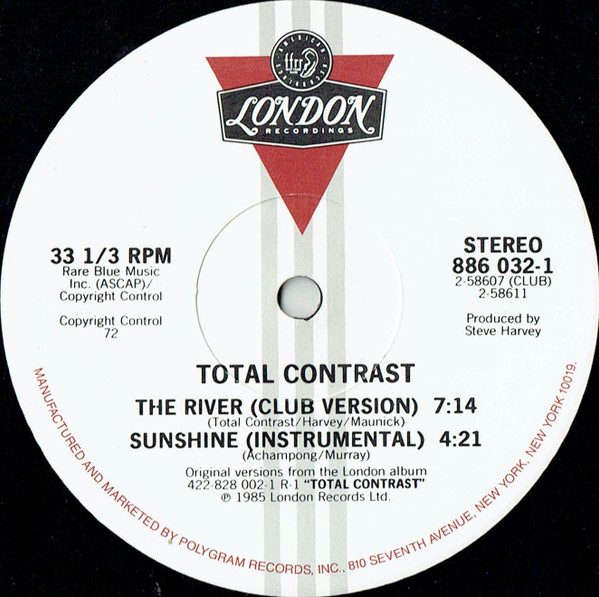 AMERICAN
RECORDINGS
ffrr
LONDON
RECORDINGS
33 1/3 RPM
Rare Blue Music
Inc. (ASCAP)/
Copyright Control
Copyright Control
72
STEREO
886 032-1
2-58607 (CLUB)
2-58611
Produced by
Steve Harvey
TOTAL CONTRAST
THE RIVER (CLUB VERSION) 7:14
(Total Contrast/Harvey/Maunick)
SUNSHINE (INSTRUMENTAL) 4:21
(Achampong/Murray)
Original versions from the London album
422-828 002-1 R-1 "TOTAL CONTRAST"
℗ 1985 London Records Ltd.
MANUFACTURED AND MARKETED BY POLYGRAM RECORDS, INC., 810 SEVENTH AVENUE, NEW YORK, NEW YORK 10019.